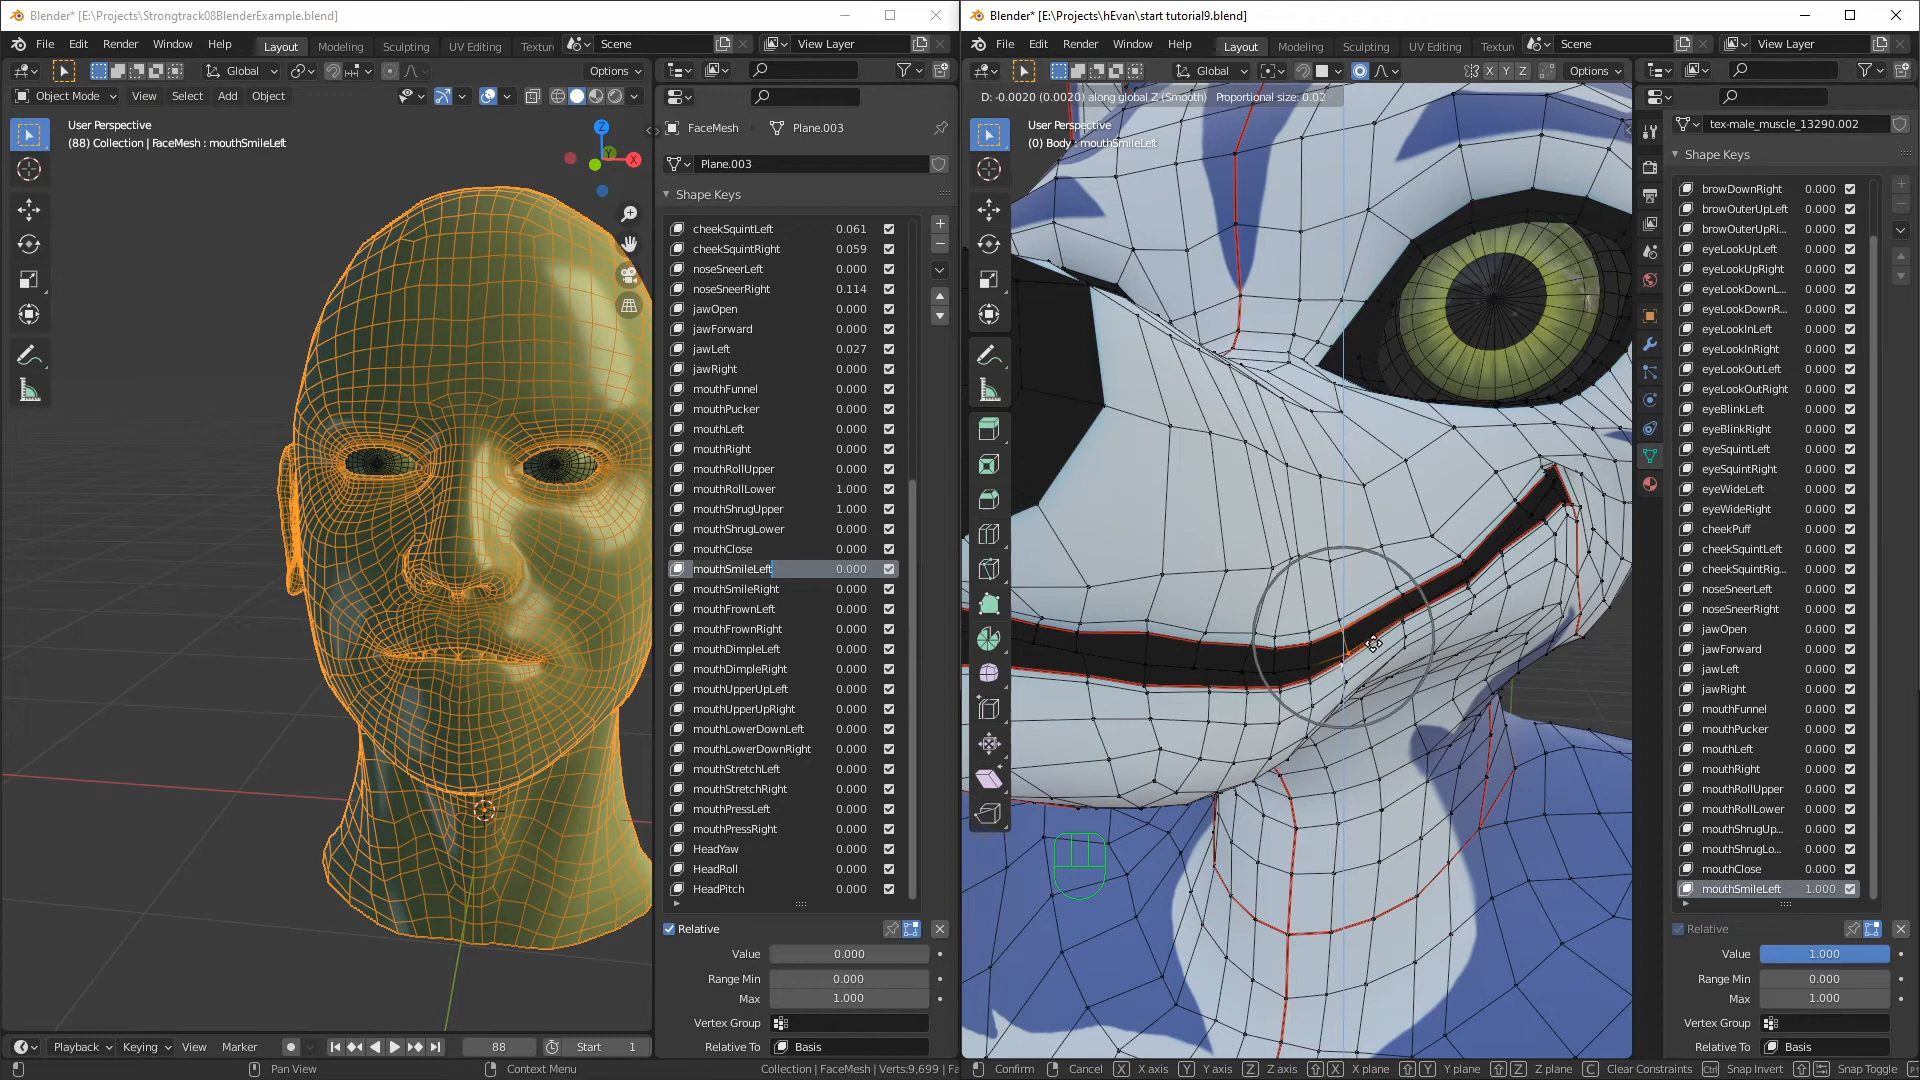 Blender* [E:\Projects\Strongtrack08BlenderExample.blend]
File Edit Render Window Help Layout Modeling Sculpting UV Editing Textur Scene View Layer
Global Options
Object Mode View Select Add Object
User Perspective
(88) Collection | FaceMesh : mouthSmileLeft
Z
Y
X
FaceMesh Plane.003
Plane.003
Shape Keys
cheekSquintLeft 0.061
cheekSquintRight 0.059
noseSneerLeft 0.000
noseSneerRight 0.114
jawOpen 0.000
jawForward 0.000
jawLeft 0.027
jawRight 0.000
mouthFunnel 0.000
mouthPucker 0.000
mouthLeft 0.000
mouthRight 0.000
mouthRollUpper 0.000
mouthRollLower 1.000
mouthShrugUpper 1.000
mouthShrugLower 0.000
mouthClose 0.000
mouthSmileLeft 0.000
mouthSmileRight 0.000
mouthFrownLeft 0.000
mouthFrownRight 0.000
mouthDimpleLeft 0.000
mouthDimpleRight 0.000
mouthUpperUpLeft 0.000
mouthUpperUpRight 0.000
mouthLowerDownLeft 0.000
mouthLowerDownRight 0.000
mouthStretchLeft 0.000
mouthStretchRight 0.000
mouthPressLeft 0.000
mouthPressRight 0.000
HeadYaw 0.000
HeadRoll 0.000
HeadPitch 0.000
Relative
Value 0.000
Range Min 0.000
Max 1.000
Vertex Group
Relative To Basis
Playback Keying View Marker 88 Start 1
Pan View Context Menu Collection | FaceMesh | Verts:9,699 | Fa
Blender* [E:\Projects\hEvan\start tutorial9.blend]
File Edit Render Window Help Layout Modeling Sculpting UV Editing Textur Scene View Layer
Global X Y Z Options
D: -0.0020 (0.0020) along global Z (Smooth) Proportional size: 0.02
User Perspective
(0) Body : mouthSmileLeft
tex-male_muscle_13290.002
Shape Keys
browDownRight 0.000
browOuterUpLeft 0.000
browOuterUpRi... 0.000
eyeLookUpLeft 0.000
eyeLookUpRight 0.000
eyeLookDownL... 0.000
eyeLookDownR... 0.000
eyeLookInLeft 0.000
eyeLookInRight 0.000
eyeLookOutLeft 0.000
eyeLookOutRight 0.000
eyeBlinkLeft 0.000
eyeBlinkRight 0.000
eyeSquintLeft 0.000
eyeSquintRight 0.000
eyeWideLeft 0.000
eyeWideRight 0.000
cheekPuff 0.000
cheekSquintLeft 0.000
cheekSquintRig... 0.000
noseSneerLeft 0.000
noseSneerRight 0.000
jawOpen 0.000
jawForward 0.000
jawLeft 0.000
jawRight 0.000
mouthFunnel 0.000
mouthPucker 0.000
mouthLeft 0.000
mouthRight 0.000
mouthRollUpper 0.000
mouthRollLower 0.000
mouthShrugUp... 0.000
mouthShrugLo... 0.000
mouthClose 0.000
mouthSmileLeft 1.000
Relative
Value 1.000
Range Min 0.000
Max 1.000
Vertex Group
Relative To Basis
Confirm Cancel X X axis Y Y axis Z Z axis X X plane Y Y plane Z Z plane C Clear Constraints Ctrl Snap Invert Snap Toggle